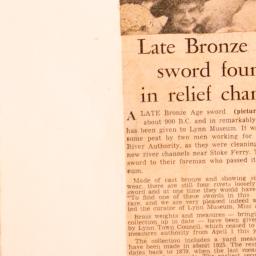 Late Bronze
sword foun
in relief chan
A LATE Bronze Age sword (pictur
about 900 B.C. and in remarkably
has been given to Lynn Museum. It wa
some peat by two men working for
River Authority, as they were cleaning
new river channels near Stoke Ferry. T
sword to their foreman who passed it
eum.
Made of cast bronze and showing si
wear, there are still four rivets loosely
sword and at one time they would have
"To find one of these swords in this
rare, and we are very pleased indeed
led the curator of Lynn Museum, Miss
Brass weights and measures — bring
collection up to date — have been given
by Lynn Town Council, which ceased to
measures authority from April 1 this y
The collection includes a yard measu
have been made in about 1625. The rest
dates back to 1879, when the last